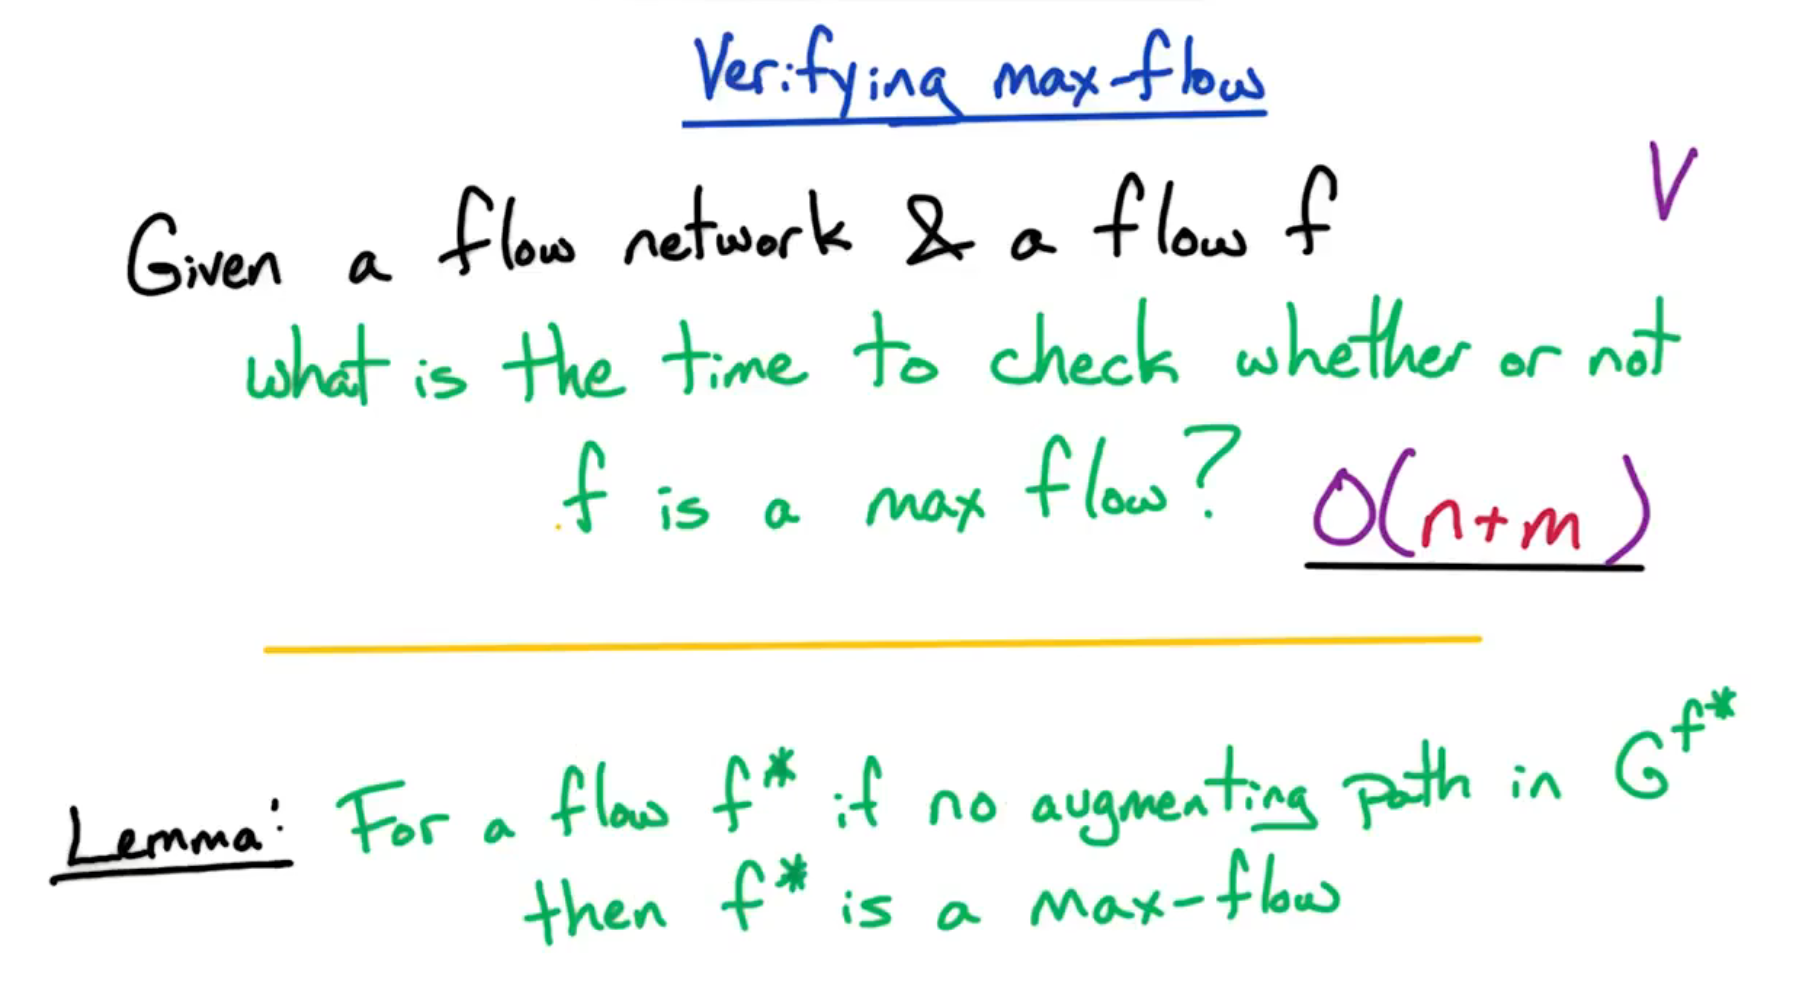 Verifying max-flow
V
Given a flow network & a flow f
what is the time to check whether or not
f is a max flow? O(n+m)
Lemma: For a flow f* if no augmenting path in G^f*
then f* is a max-flow